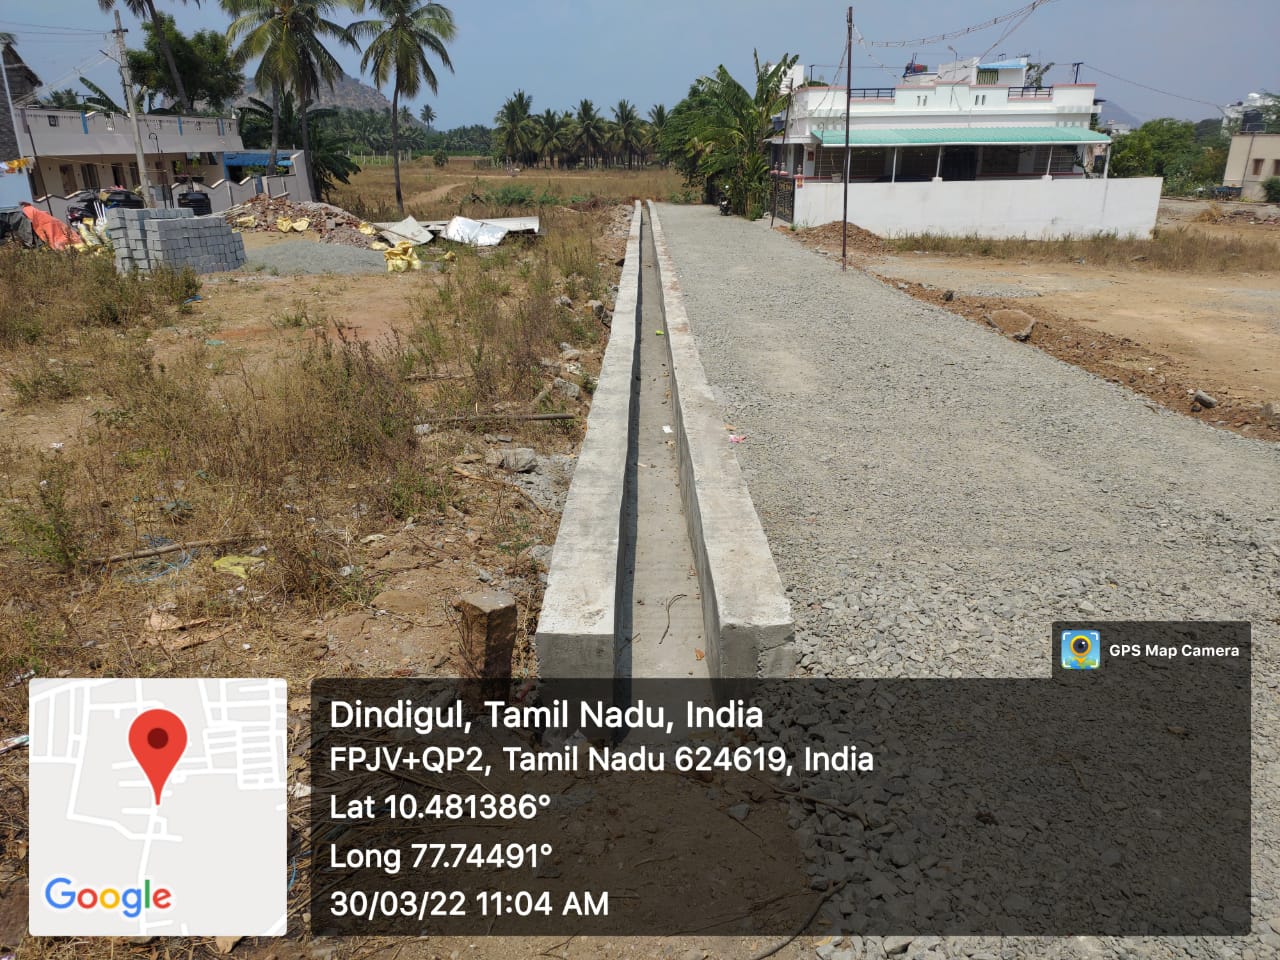 GPS Map Camera
Dindigul, Tamil Nadu, India
FPJV+QP2, Tamil Nadu 624619, India
Lat 10.481386°
Long 77.74491°
30/03/22 11:04 AM
Google